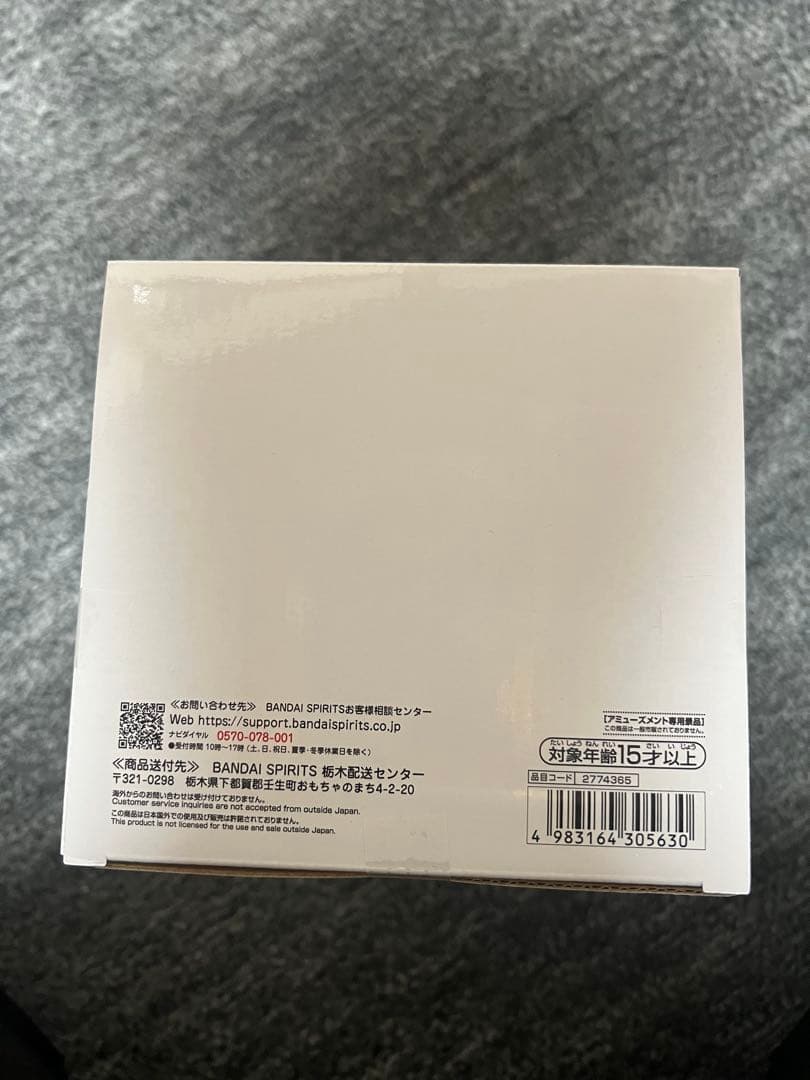 ≪お問い合わせ先≫ BANDAI SPIRITSお客様相談センター
Web https://support.bandaispirits.co.jp
ナビダイヤル 0570-078-001
●受付時間 10時〜17時(土、日、祝日、夏季・冬季休業日を除く)
≪商品送付先≫ BANDAI SPIRITS 栃木配送センター
〒321-0298 栃木県下都賀郡壬生町おもちゃのまち4-2-20
海外からのお問い合わせは受け付けておりません。
Customer service inquiries are not accepted from outside Japan.
この商品は日本国外での使用及び販売は許諾されておりません。
This product is not licensed for the use and sale outside Japan.
【アミューズメント専用景品】
この商品は一般市販されておりません。
たい しょう ねん れい さい い じょう
対象年齢15才以上
品目コード 2774365
4 983164 305630